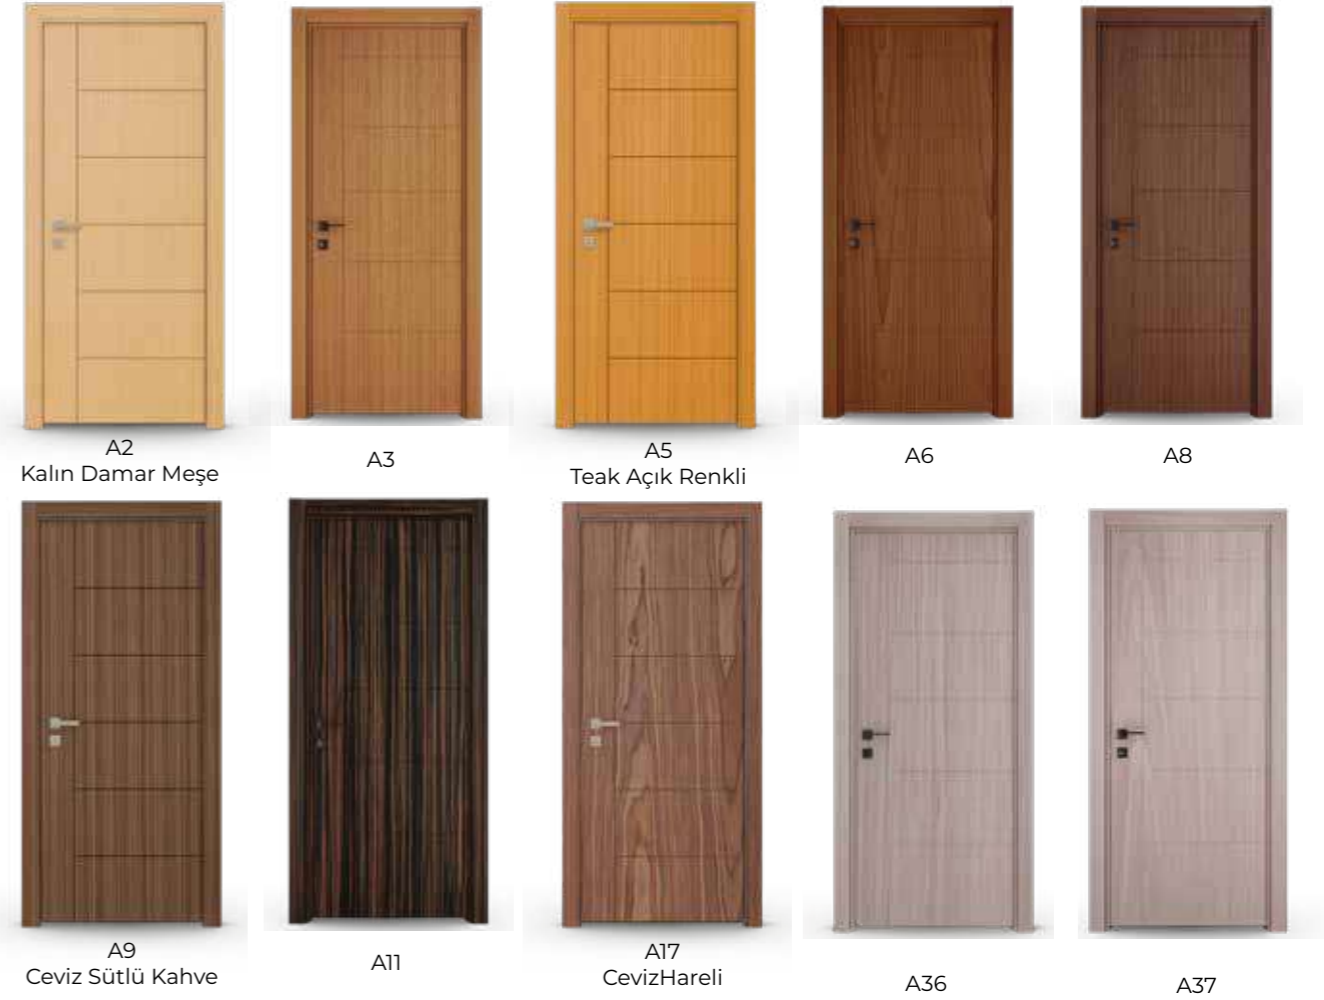 A2
Kalın Damar Meşe
A3
A5
Teak Açık Renkli
A6
A8
A9
Ceviz Sütlü Kahve
A11
A17
CevizHareli
A36
A37